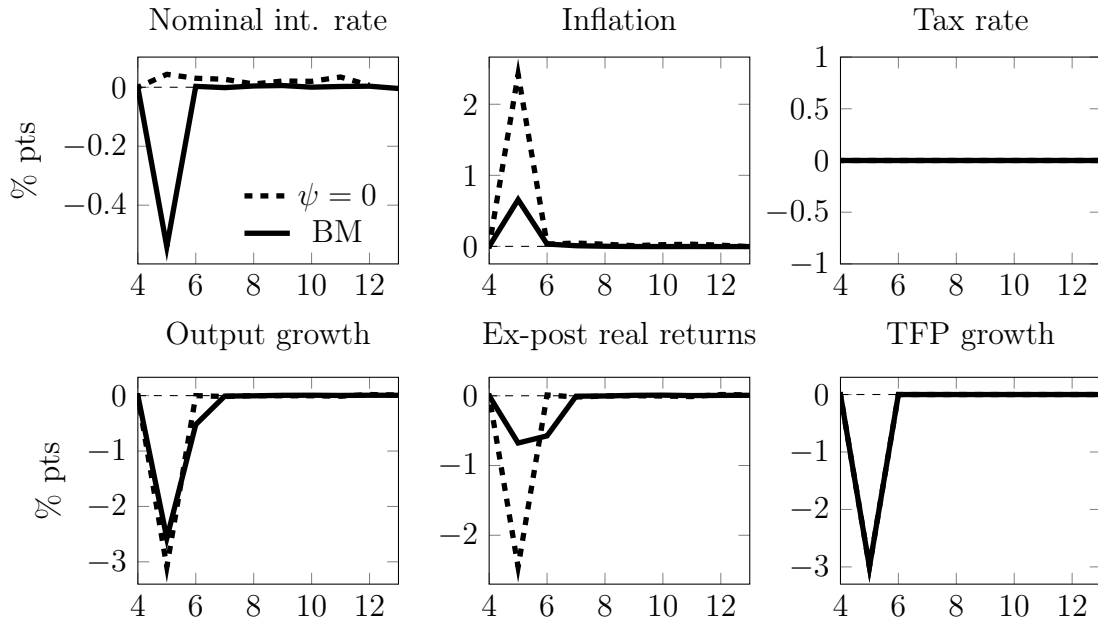 Nominal int. rate
Inflation
Tax rate
% pts
0
−0.2
−0.4
ψ = 0
BM
4 6 8 10 12
2
1
0
4 6 8 10 12
1
0.5
0
−0.5
−1
4 6 8 10 12
Output growth
Ex-post real returns
TFP growth
% pts
0
−1
−2
−3
4 6 8 10 12
0
−1
−2
4 6 8 10 12
0
−1
−2
−3
4 6 8 10 12